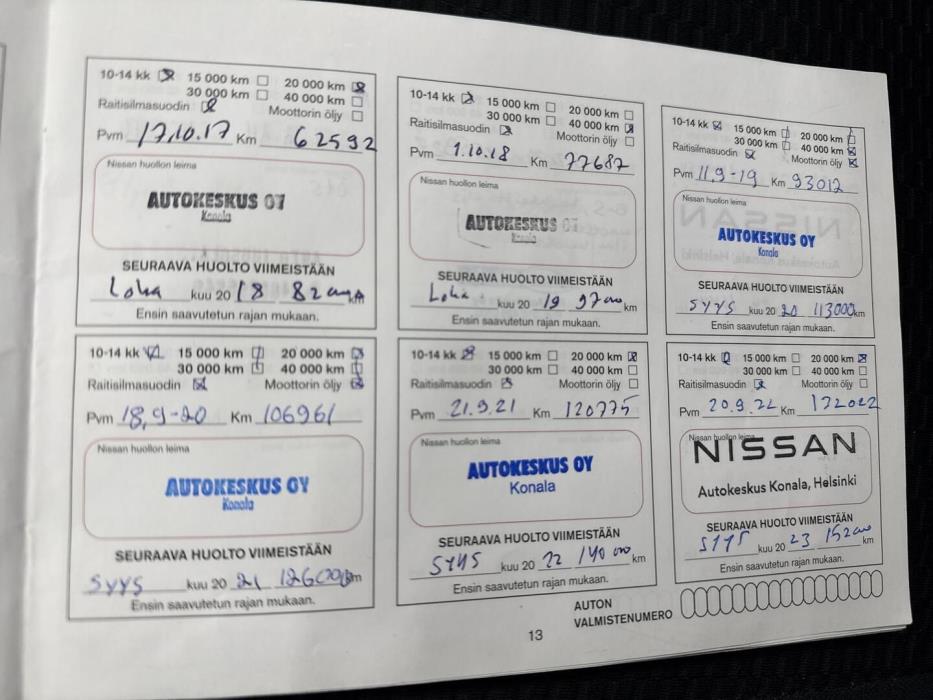 10-14 kk 15 000 km 20 000 km
30 000 km 40 000 km
Raitisilmasuodin Moottorin öljy
Pvm 17.10.17 Km 62592
Nissan huollon leima
AUTOKESKUS OY
Konala
SEURAAVA HUOLTO VIIMEISTÄÄN
Loka kuu 20 18 82 km
Ensin saavutetun rajan mukaan.
10-14 kk 15 000 km 20 000 km
30 000 km 40 000 km
Raitisilmasuodin Moottorin öljy
Pvm 1.10.18 Km 77687
Nissan huollon leima
AUTOKESKUS OY
Konala
SEURAAVA HUOLTO VIIMEISTÄÄN
Loka kuu 20 19 97000 km
Ensin saavutetun rajan mukaan.
10-14 kk 15 000 km 20 000 km
30 000 km 40 000 km
Raitisilmasuodin Moottorin öljy
Pvm 11.9-19 Km 93012
Nissan huollon leima
AUTOKESKUS OY
Konala
SEURAAVA HUOLTO VIIMEISTÄÄN
SYYS kuu 20 20 113000 km
Ensin saavutetun rajan mukaan.
10-14 kk 15 000 km 20 000 km
30 000 km 40 000 km
Raitisilmasuodin Moottorin öljy
Pvm 18.9-20 Km 106961
Nissan huollon leima
AUTOKESKUS OY
Konala
SEURAAVA HUOLTO VIIMEISTÄÄN
SYYS kuu 20 21 126000 km
Ensin saavutetun rajan mukaan.
10-14 kk 15 000 km 20 000 km
30 000 km 40 000 km
Raitisilmasuodin Moottorin öljy
Pvm 21.9.21 Km 120775
Nissan huollon leima
AUTOKESKUS OY
Konala
SEURAAVA HUOLTO VIIMEISTÄÄN
SYYS kuu 20 22 140 000 km
Ensin saavutetun rajan mukaan.
10-14 kk 15 000 km 20 000 km
30 000 km 40 000 km
Raitisilmasuodin Moottorin öljy
Pvm 20.9.22 Km 132022
Nissan huollon leima
NISSAN
Autokeskus Konala, Helsinki
SEURAAVA HUOLTO VIIMEISTÄÄN
SYYS kuu 20 23 152000 km
Ensin saavutetun rajan mukaan.
AUTON
VALMISTENUMERO
13